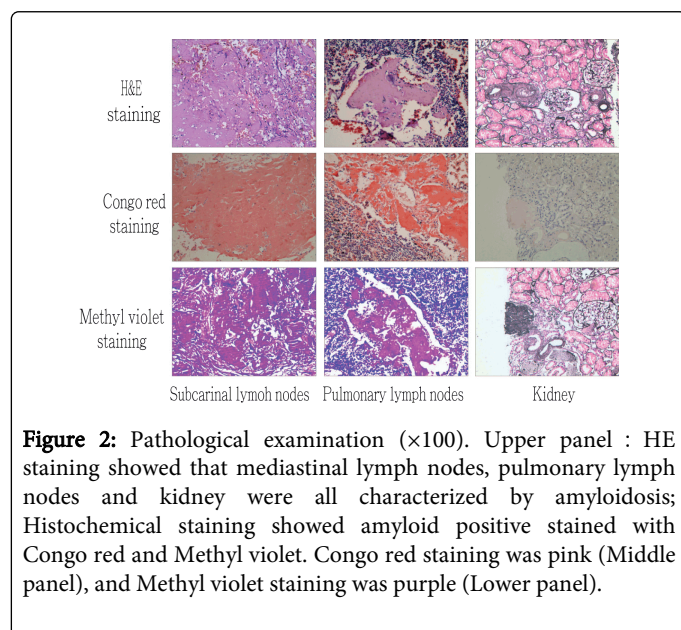 H&E
staining
Congo red
staining
Methyl violet
staining
Subcarinal lymoh nodes Pulmonary lymph nodes Kidney
Figure 2: Pathological examination (×100). Upper panel : HE
staining showed that mediastinal lymph nodes, pulmonary lymph
nodes and kidney were all characterized by amyloidosis;
Histochemical staining showed amyloid positive stained with
Congo red and Methyl violet. Congo red staining was pink (Middle
panel), and Methyl violet staining was purple (Lower panel).